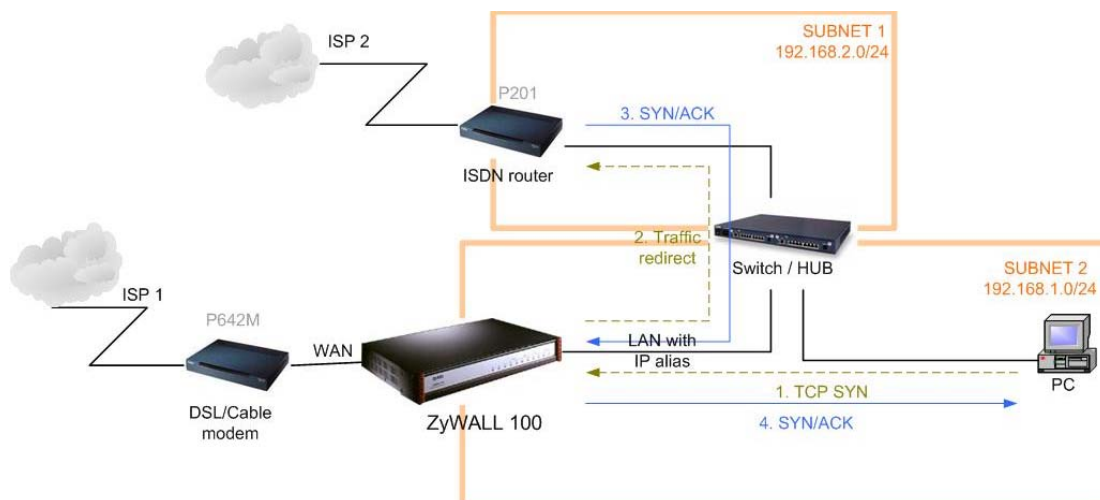 ISP 2
SUBNET 1
192.168.2.0/24
P201
3. SYN/ACK
ISDN router
2. Traffic
redirect
Switch / HUB
SUBNET 2
192.168.1.0/24
ISP 1
P642M
WAN
LAN with
IP alias
PC
1. TCP SYN
DSL/Cable
modem
ZyWALL 100
4. SYN/ACK